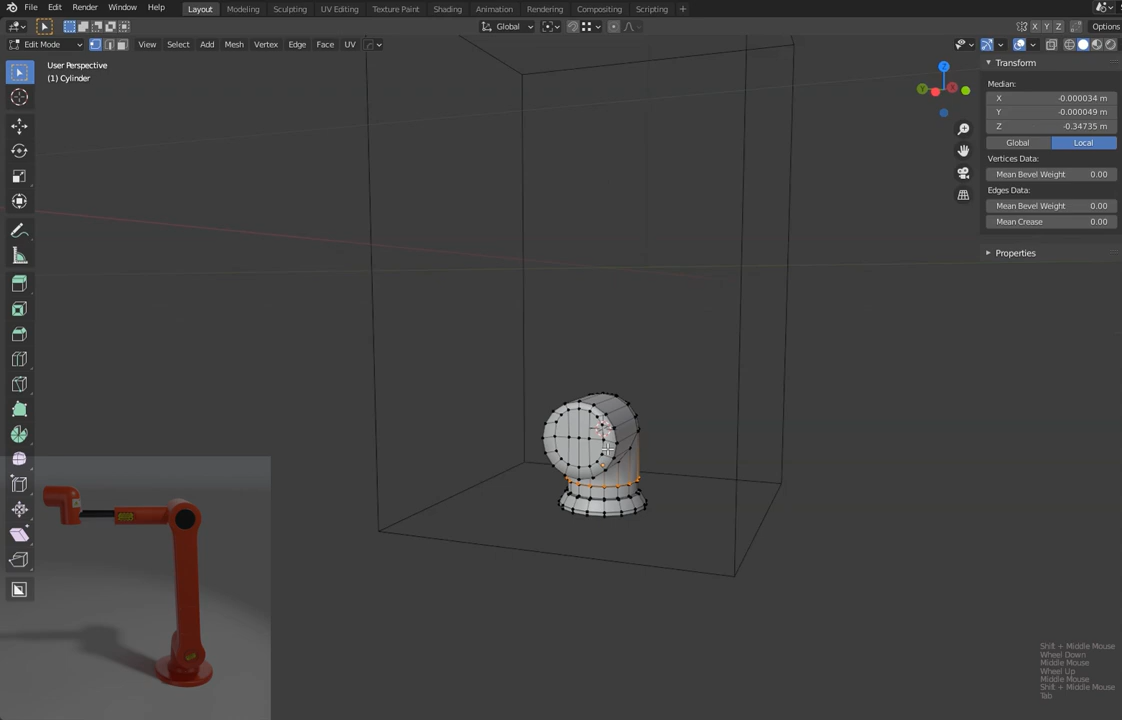 File Edit Render Window Help Layout Modeling Sculpting UV Editing Texture Paint Shading Animation Rendering Compositing Scripting
Global X Y Z Options
Edit Mode View Select Add Mesh Vertex Edge Face UV
User Perspective
(1) Cylinder
Transform
Median:
X -0.000034 m
Y -0.000049 m
Z -0.34735 m
Global Local
Vertices Data:
Mean Bevel Weight 0.00
Edges Data:
Mean Bevel Weight 0.00
Mean Crease 0.00
Properties
Z
Y
X
Shift + Middle Mouse
Wheel Down
Middle Mouse
Wheel Up
Middle Mouse
Shift + Middle Mouse
Tab